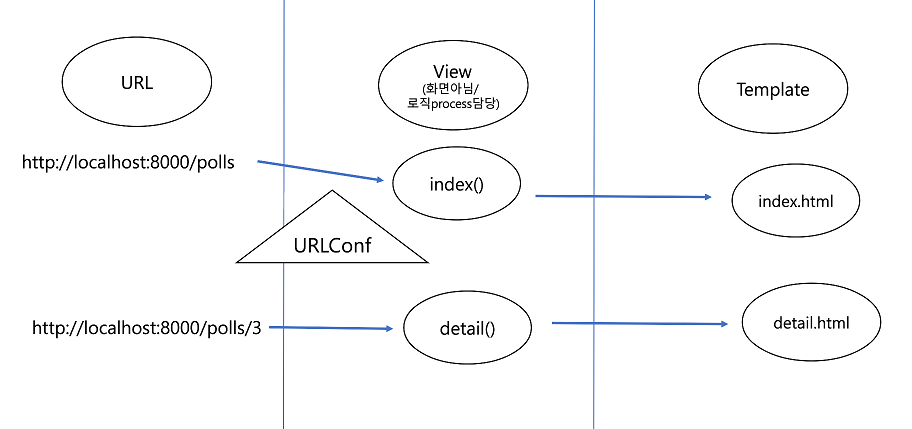 URL
View
(화면아님/
로직process담당)
Template
http://localhost:8000/polls
index()
index.html
URLConf
http://localhost:8000/polls/3
detail()
detail.html